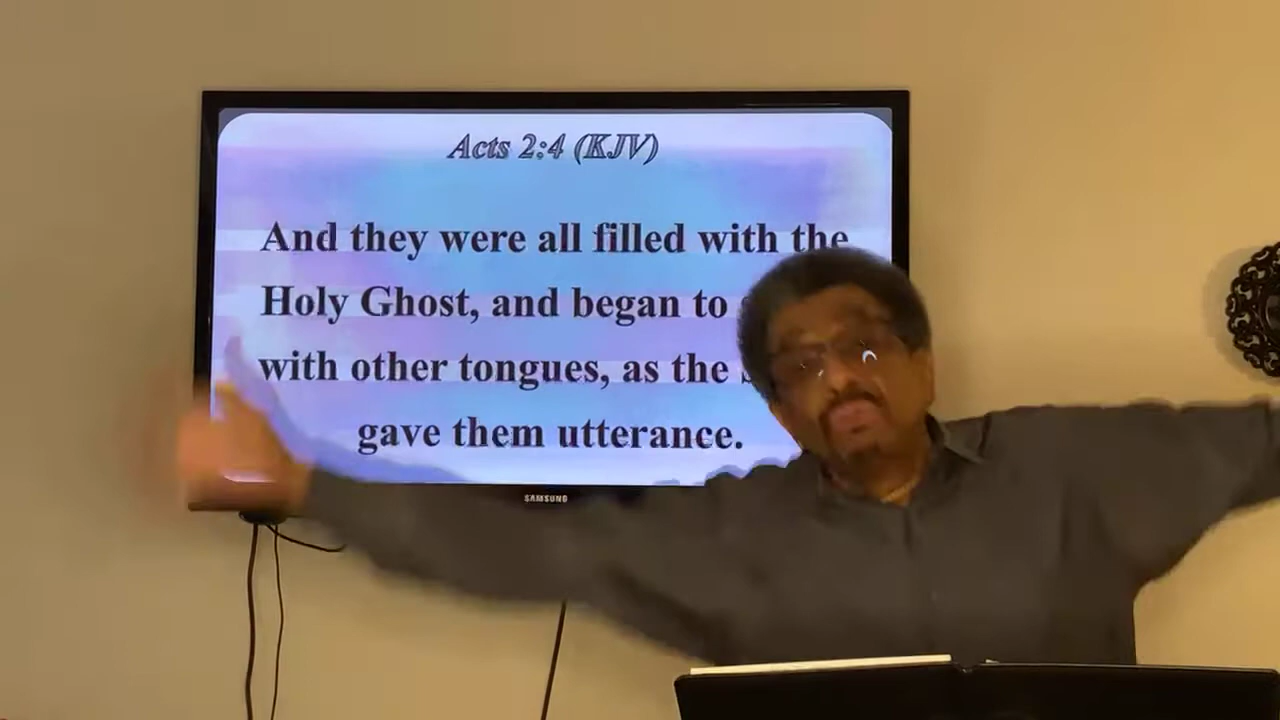 Acts 2:4 (KJV)
And they were all filled with the
Holy Ghost, and began to
with other tongues, as the
gave them utterance.
SAMSUNG